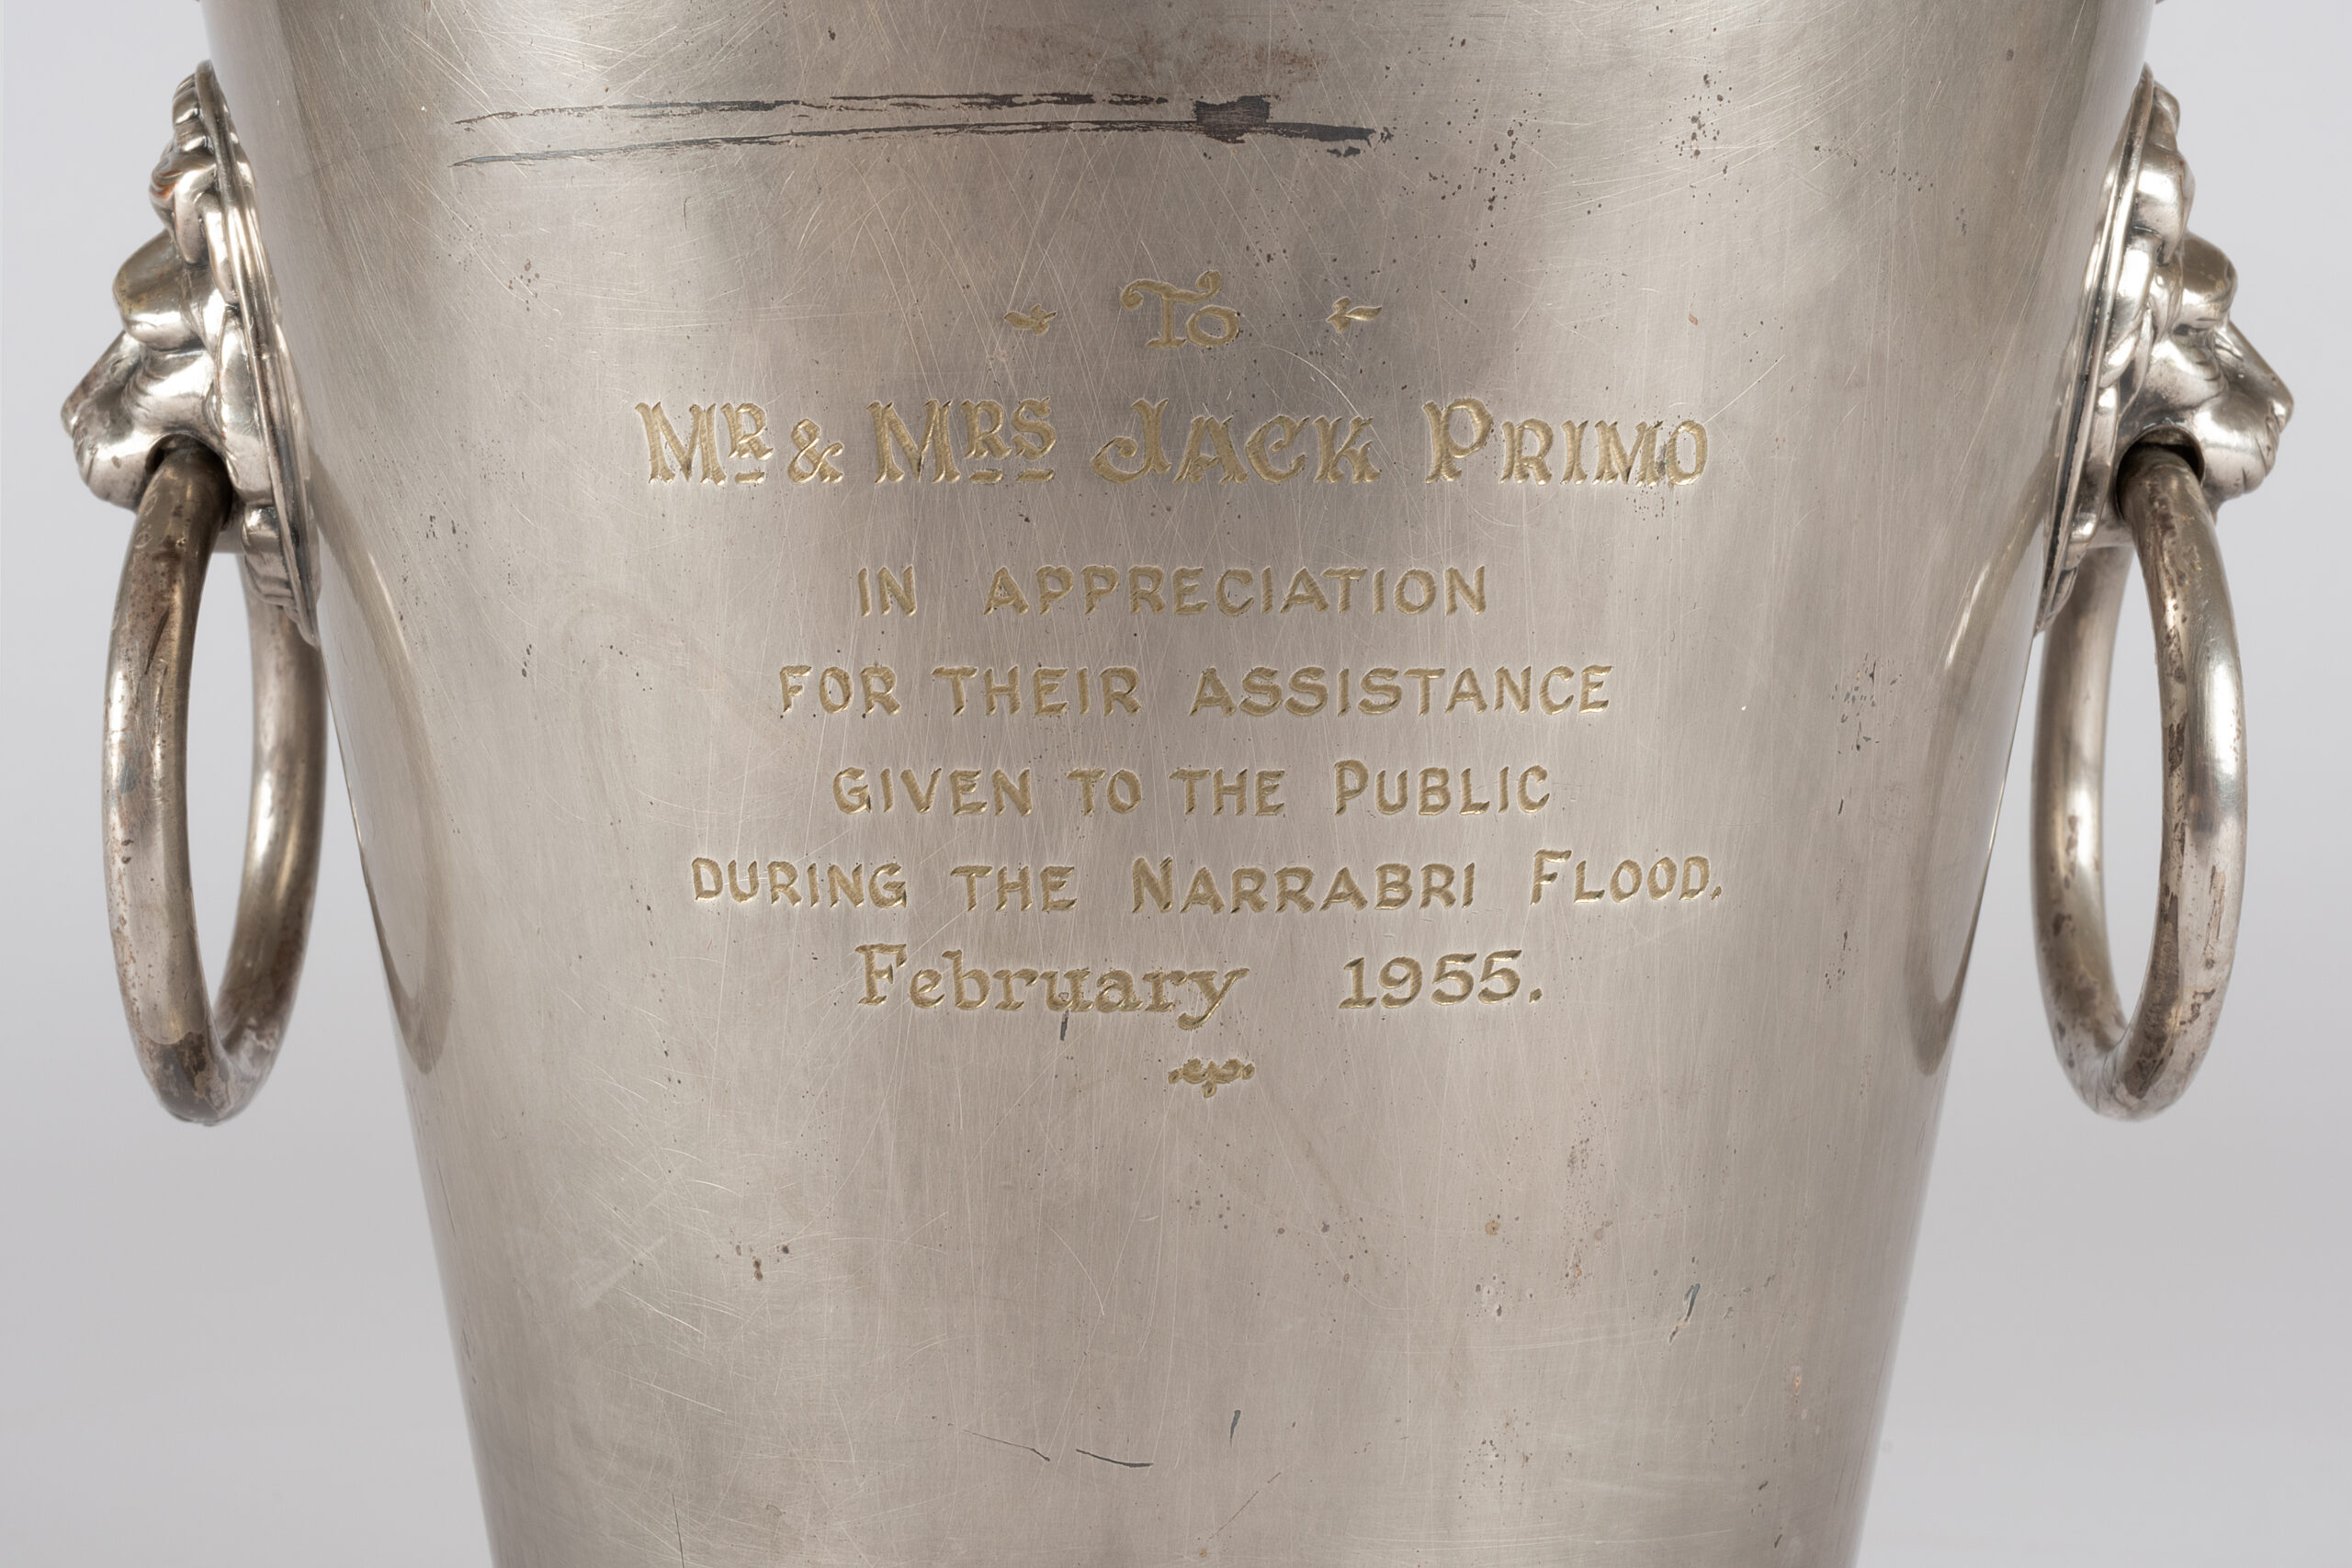 To
Mr & Mrs Jack Primo
IN APPRECIATION
FOR THEIR ASSISTANCE
GIVEN TO THE PUBLIC
DURING THE NARRABRI FLOOD.
February 1955.